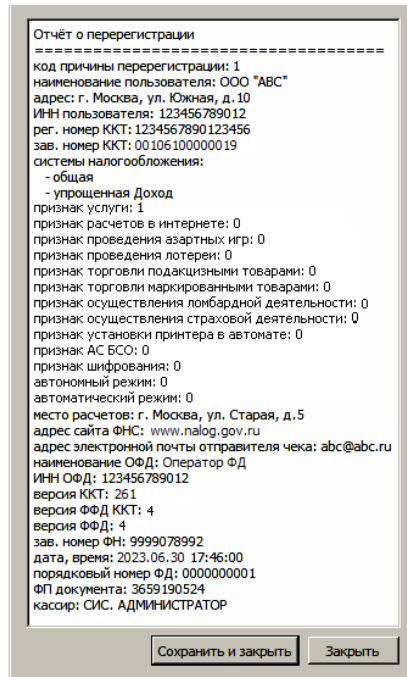 Отчёт о перерегистрации
=====================================
код причины перерегистрации: 1
наименование пользователя: ООО "АВС"
адрес: г. Москва, ул. Южная, д.10
ИНН пользователя: 123456789012
рег. номер ККТ: 1234567890123456
зав. номер ККТ: 00106100000019
системы налогообложения:
- общая
- упрощенная Доход
признак услуги: 1
признак расчетов в интернете: 0
признак проведения азартных игр: 0
признак проведения лотереи: 0
признак торговли подакцизными товарами: 0
признак торговли маркированными товарами: 0
признак осуществления ломбардной деятельности: 0
признак осуществления страховой деятельности: 0
признак установки принтера в автомате: 0
признак АС БСО: 0
признак шифрования: 0
автономный режим: 0
автоматический режим: 0
место расчетов: г. Москва, ул. Старая, д.5
адрес сайта ФНС: www.nalog.gov.ru
адрес электронной почты отправителя чека: abc@abc.ru
наименование ОФД: Оператор ФД
ИНН ОФД: 123456789012
версия ККТ: 261
версия ФФД ККТ: 4
версия ФФД: 4
зав. номер ФН: 9999078992
дата, время: 2023.06.30 17:46:00
порядковый номер ФД: 0000000001
ФП документа: 3659190524
кассир: СИС. АДМИНИСТРАТОР
Сохранить и закрыть
Закрыть